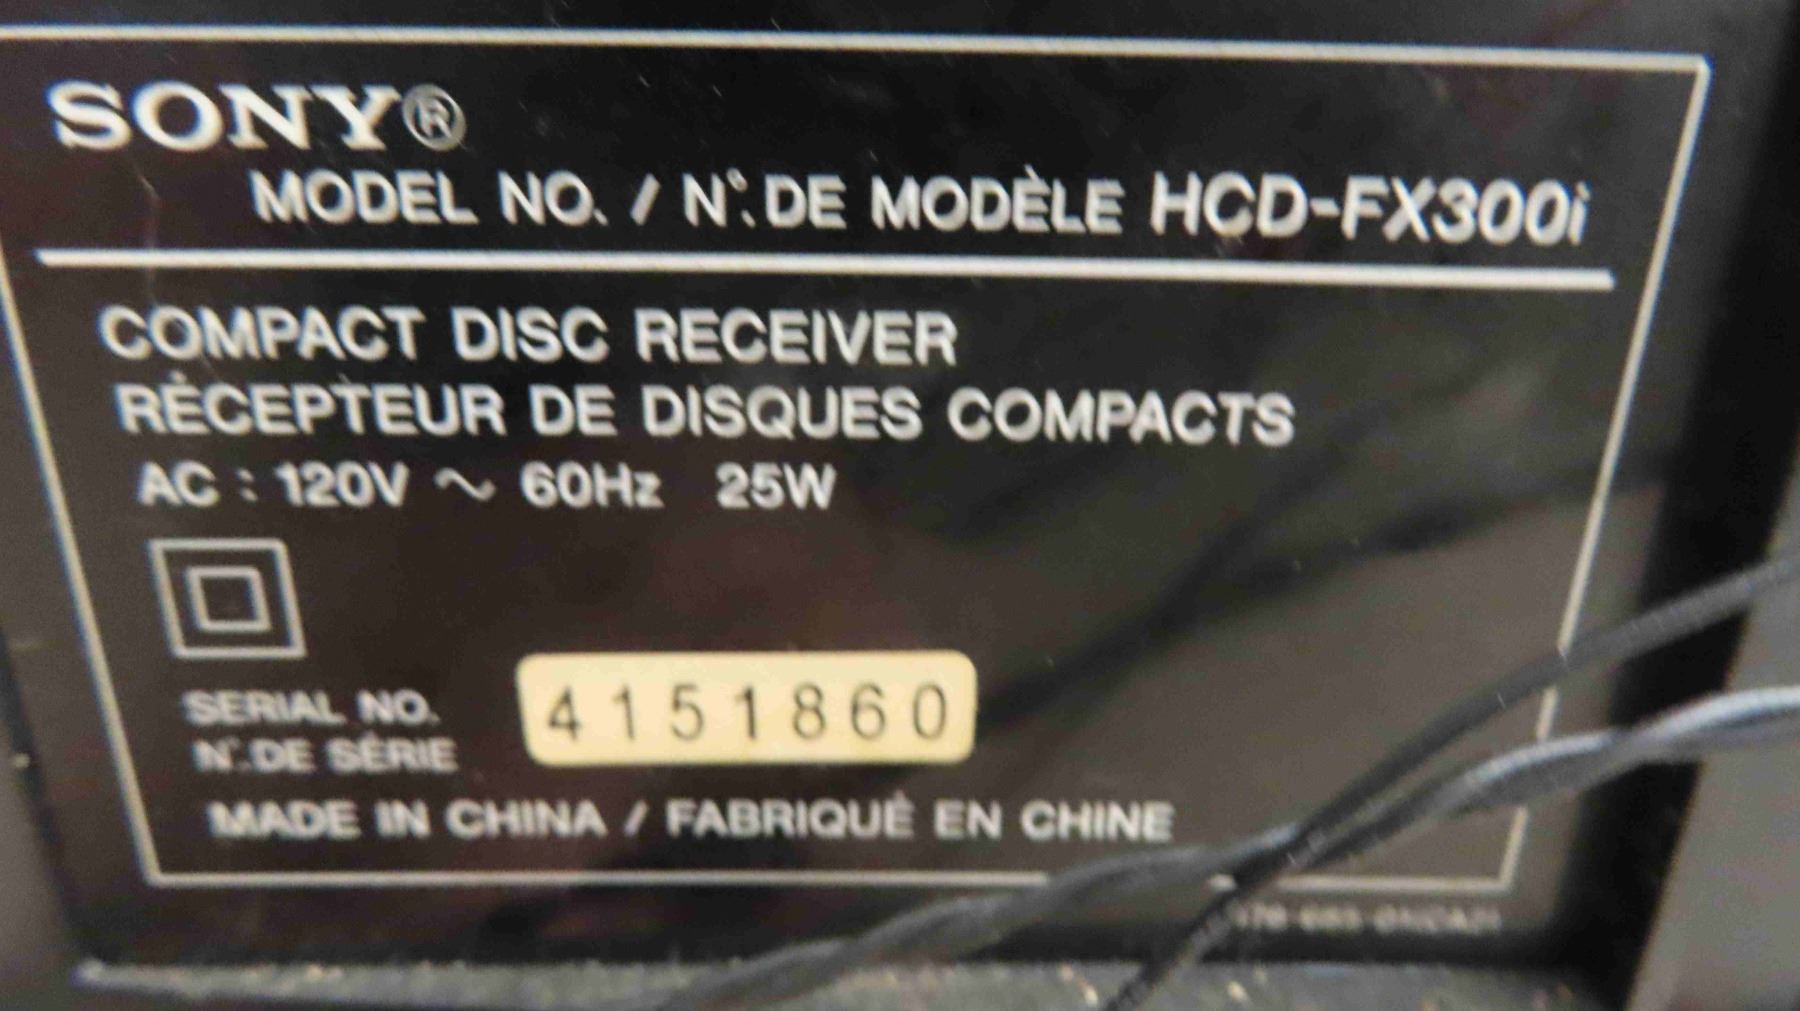 SONY®
MODEL NO. / N°. DE MODÈLE HCD-FX300i
COMPACT DISC RECEIVER
RÉCEPTEUR DE DISQUES COMPACTS
AC : 120V ~ 60Hz 25W
SERIAL NO.
N°. DE SÉRIE
4151860
MADE IN CHINA / FABRIQUÉ EN CHINE